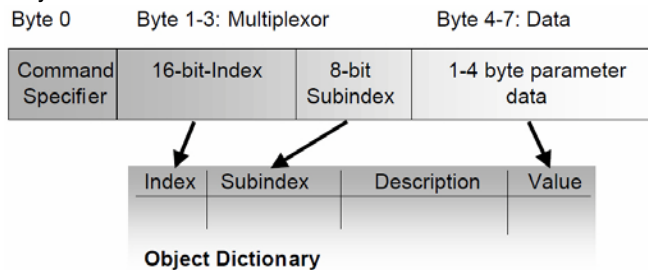 Byte 0 Byte 1-3: Multiplexor Byte 4-7: Data
Command Specifier 16-bit-Index 8-bit Subindex 1-4 byte parameter data
Index Subindex Description Value
Object Dictionary